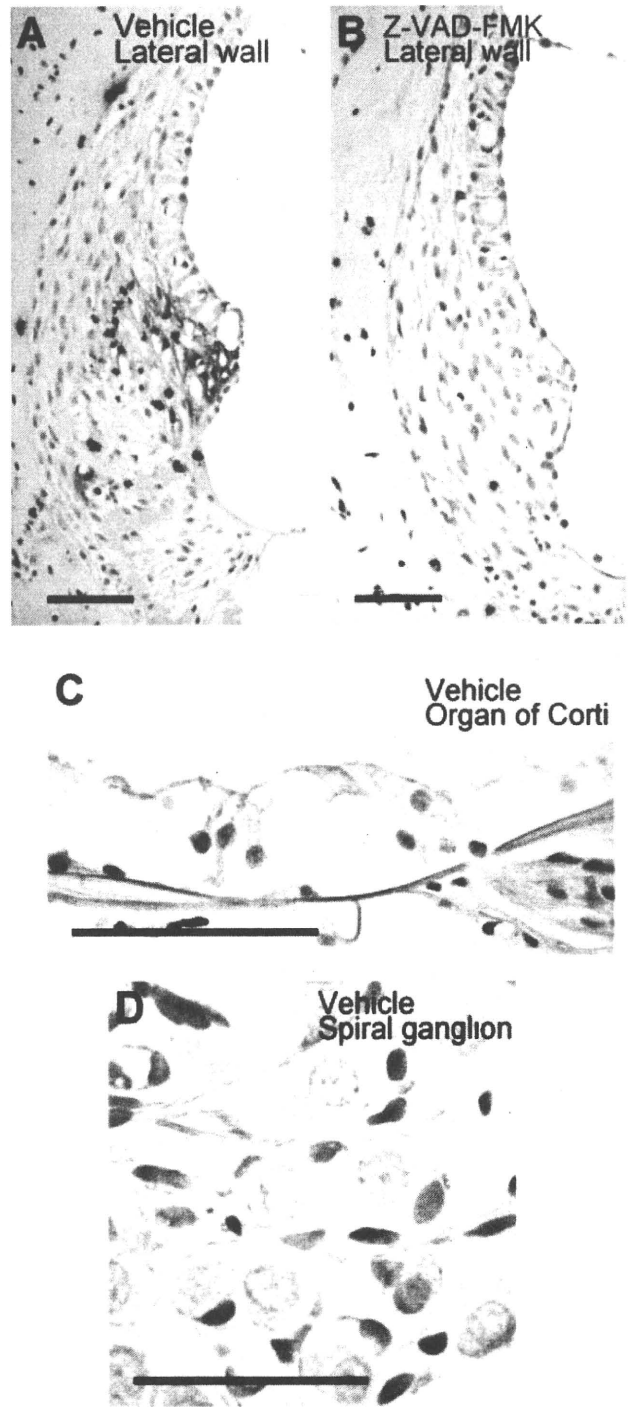 A
Vehicle
Lateral wall
B
Z-VAD-FMK
Lateral wall
C
Vehicle
Organ of Corti
D
Vehicle
Spiral ganglion